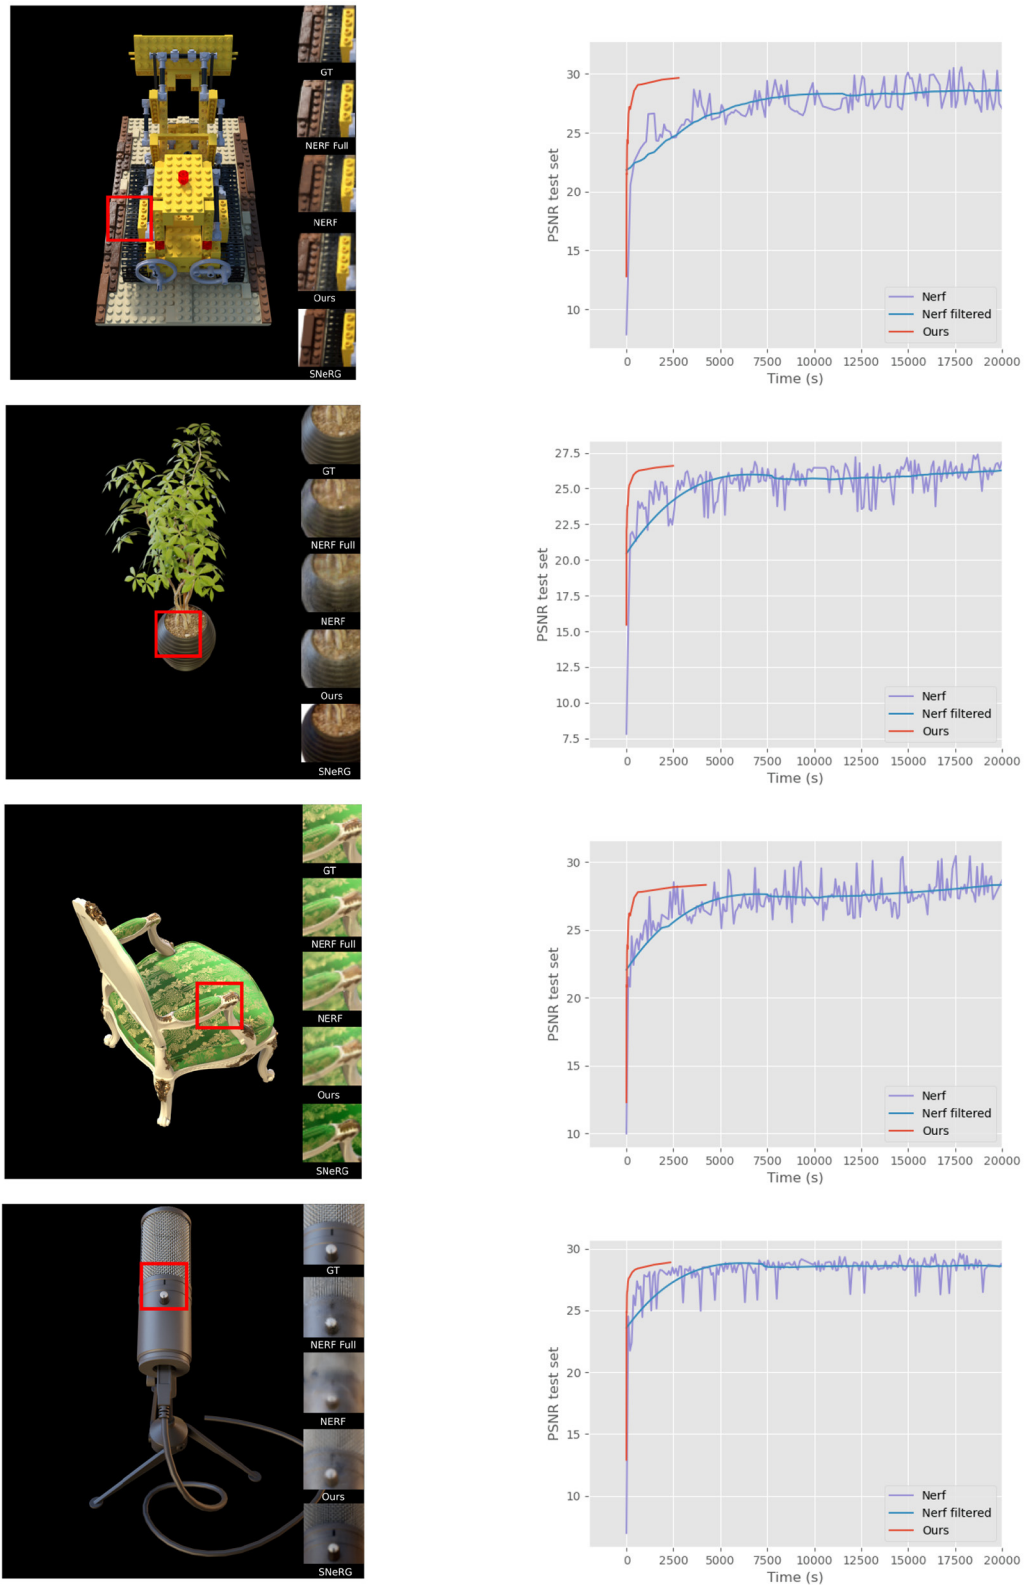 GT
NERF Full
NERF
Ours
SNeRG
PSNR test set
30
25
20
15
10
Nerf
Nerf filtered
Ours
0 2500 5000 7500 10000 12500 15000 17500 20000
Time (s)
GT
NERF Full
NERF
Ours
SNeRG
PSNR test set
27.5
25.0
22.5
20.0
17.5
15.0
12.5
10.0
7.5
Nerf
Nerf filtered
Ours
0 2500 5000 7500 10000 12500 15000 17500 20000
Time (s)
GT
NERF Full
NERF
Ours
SNeRG
PSNR test set
30
25
20
15
10
Nerf
Nerf filtered
Ours
0 2500 5000 7500 10000 12500 15000 17500 20000
Time (s)
GT
NERF Full
NERF
Ours
SNeRG
PSNR test set
30
25
20
15
10
Nerf
Nerf filtered
Ours
0 2500 5000 7500 10000 12500 15000 17500 20000
Time (s)